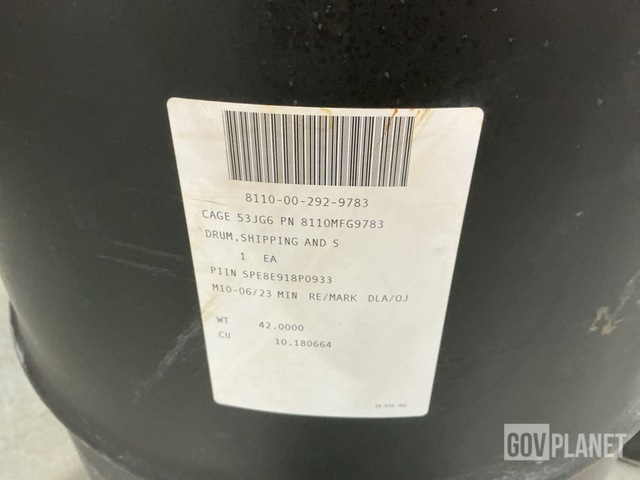 8110-00-292-9783
CAGE 53JG6 PN 8110MFG9783
DRUM,SHIPPING AND S
1 EA
PIIN SPE8E918P0933
M10-06/23 MIN RE/MARK DLA/OJ
WT 42.0000
CU 10.180664
GOVPLANET